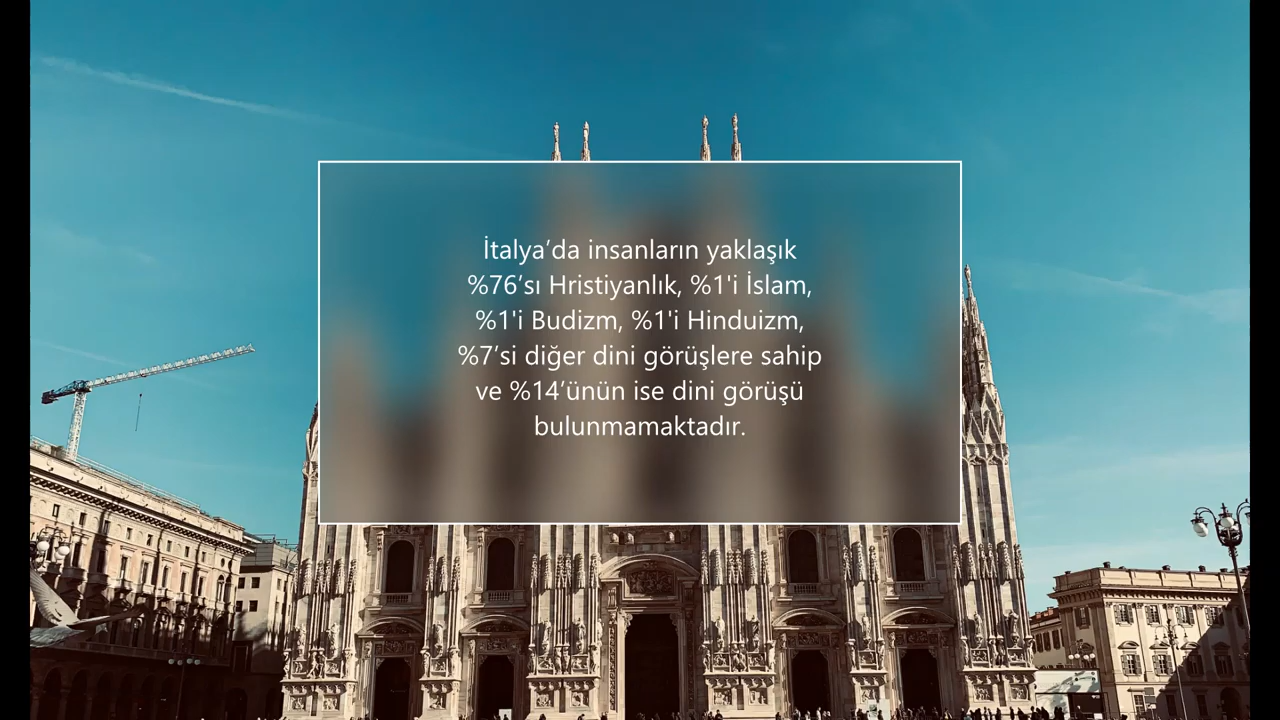 İtalya’da insanların yaklaşık
%76’sı Hristiyanlık, %1'i İslam,
%1'i Budizm, %1'i Hinduizm,
%7’si diğer dini görüşlere sahip
ve %14’ünün ise dini görüşü
bulunmamaktadır.